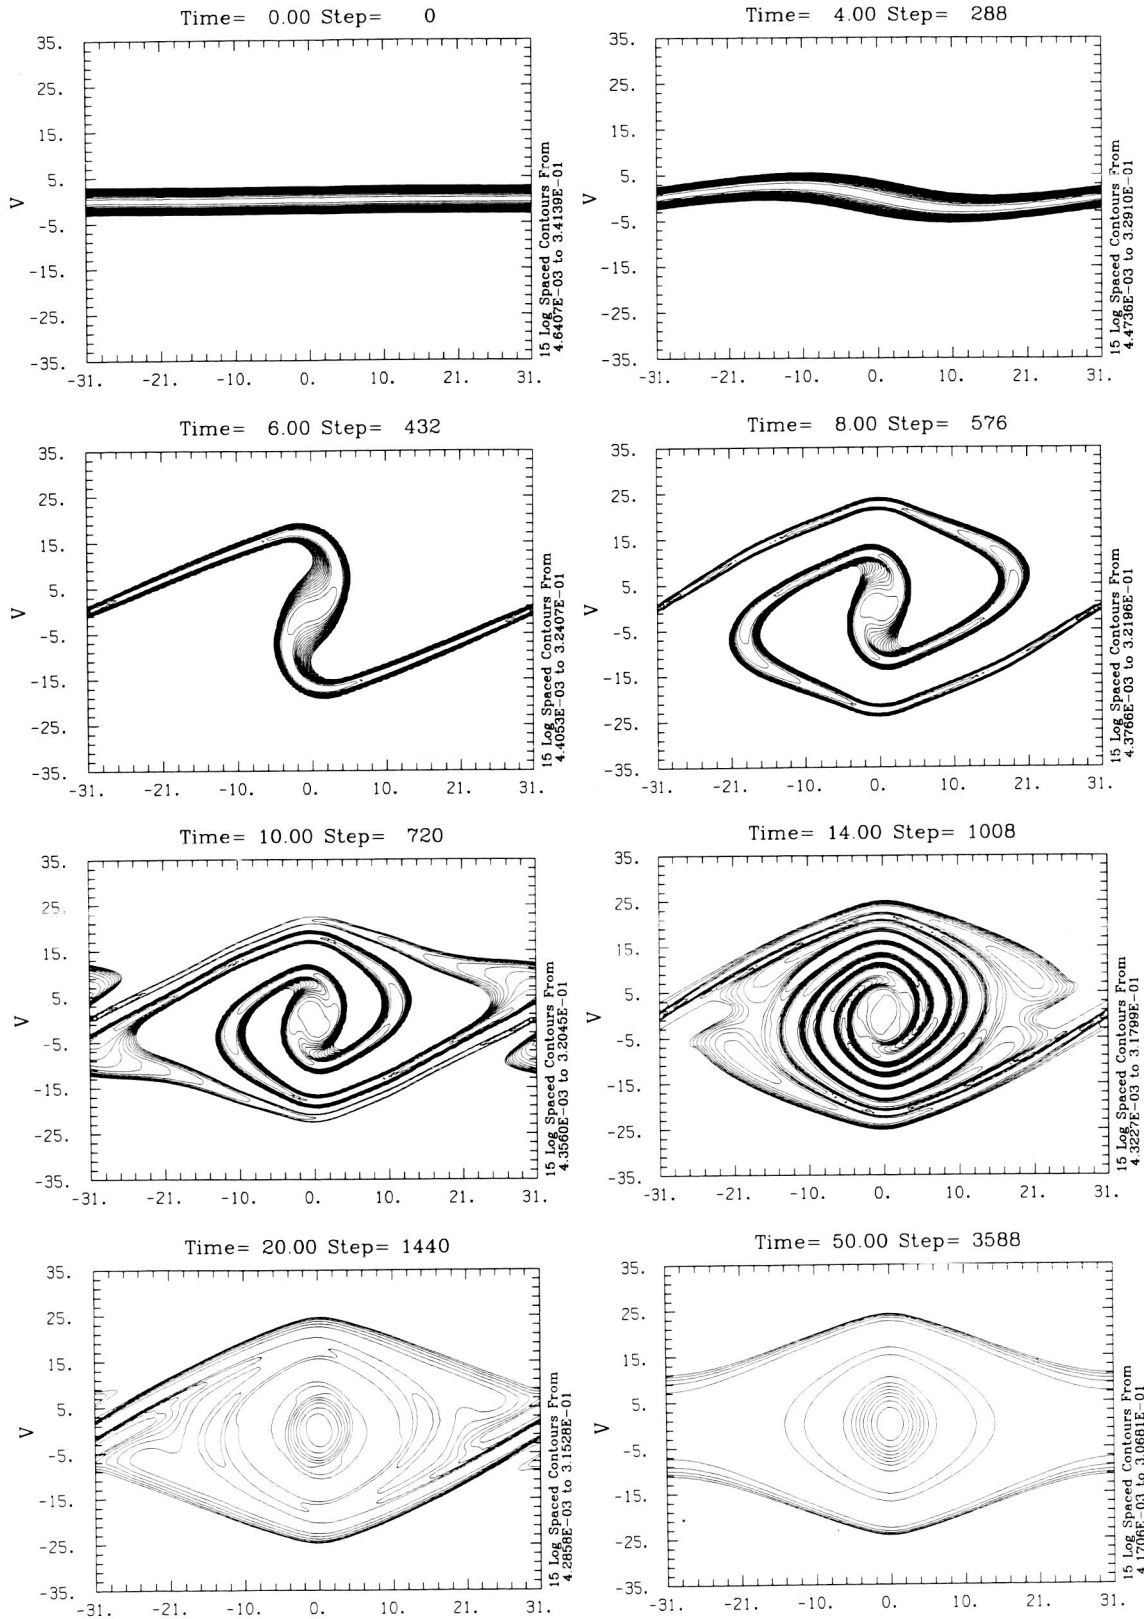 Time= 0.00 Step= 0
35.
25.
15.
5.
-5.
-15.
-25.
-35.
V
-31. -21. -10. 0. 10. 21. 31.
15 Log Spaced Contours From
4.6407E-03 to 3.4139E-01
Time= 4.00 Step= 288
35.
25.
15.
5.
-5.
-15.
-25.
-35.
V
-31. -21. -10. 0. 10. 21. 31.
15 Log Spaced Contours From
4.4736E-03 to 3.2910E-01
Time= 6.00 Step= 432
35.
25.
15.
5.
-5.
-15.
-25.
-35.
V
-31. -21. -10. 0. 10. 21. 31.
15 Log Spaced Contours From
4.4053E-03 to 3.2407E-01
Time= 8.00 Step= 576
35.
25.
15.
5.
-5.
-15.
-25.
-35.
V
-31. -21. -10. 0. 10. 21. 31.
15 Log Spaced Contours From
4.3766E-03 to 3.2196E-01
Time= 10.00 Step= 720
35.
25.
15.
5.
-5.
-15.
-25.
-35.
V
-31. -21. -10. 0. 10. 21. 31.
15 Log Spaced Contours From
4.3560E-03 to 3.2045E-01
Time= 14.00 Step= 1008
35.
25.
15.
5.
-5.
-15.
-25.
-35.
V
-31. -21. -10. 0. 10. 21. 31.
15 Log Spaced Contours From
4.3227E-03 to 3.1799E-01
Time= 20.00 Step= 1440
35.
25.
15.
5.
-5.
-15.
-25.
-35.
V
-31. -21. -10. 0. 10. 21. 31.
15 Log Spaced Contours From
4.2858E-03 to 3.1528E-01
Time= 50.00 Step= 3588
35.
25.
15.
5.
-5.
-15.
-25.
-35.
V
-31. -21. -10. 0. 10. 21. 31.
15 Log Spaced Contours From
4.1706E-03 to 3.0681E-01